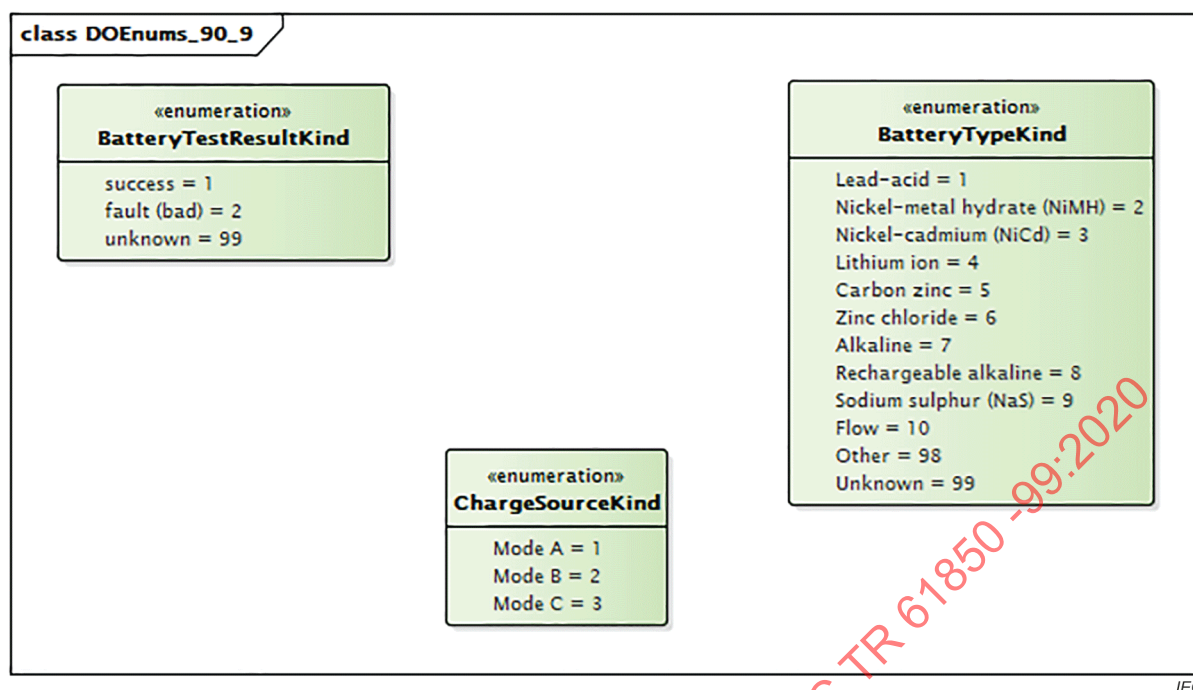 class DOEnums_90_9
«enumeration»
BatteryTestResultKind
success = 1
fault (bad) = 2
unknown = 99
«enumeration»
BatteryTypeKind
Lead-acid = 1
Nickel-metal hydrate (NiMH) = 2
Nickel-cadmium (NiCd) = 3
Lithium ion = 4
Carbon zinc = 5
Zinc chloride = 6
Alkaline = 7
Rechargeable alkaline = 8
Sodium sulphur (NaS) = 9
Flow = 10
Other = 98
Unknown = 99
«enumeration»
ChargeSourceKind
Mode A = 1
Mode B = 2
Mode C = 3
TR 61850 -99:2020